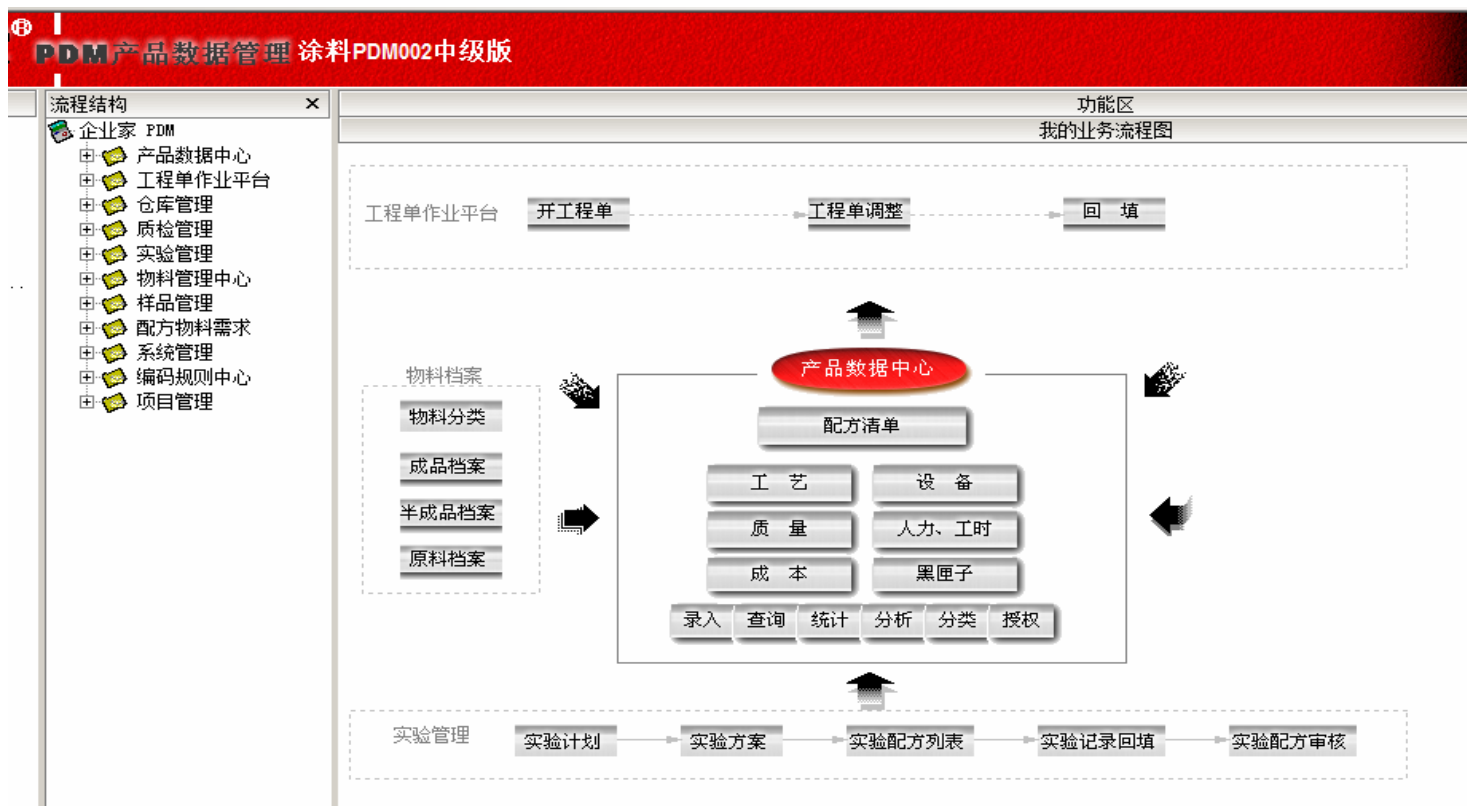 ®
PDM产品数据管理 涂料PDM002中级版
流程结构 ×
功能区
我的业务流程图
企业家 PDM
产品数据中心
工程单作业平台
仓库管理
质检管理
实验管理
物料管理中心
样品管理
配方物料需求
系统管理
编码规则中心
项目管理
工程单作业平台 开工程单 工程单调整 回 填
物料档案
物料分类
成品档案
半成品档案
原料档案
产品数据中心
配方清单
工 艺 设 备
质 量 人力、工时
成 本 黑匣子
录入 查询 统计 分析 分类 授权
实验管理 实验计划 实验方案 实验配方列表 实验记录回填 实验配方审核